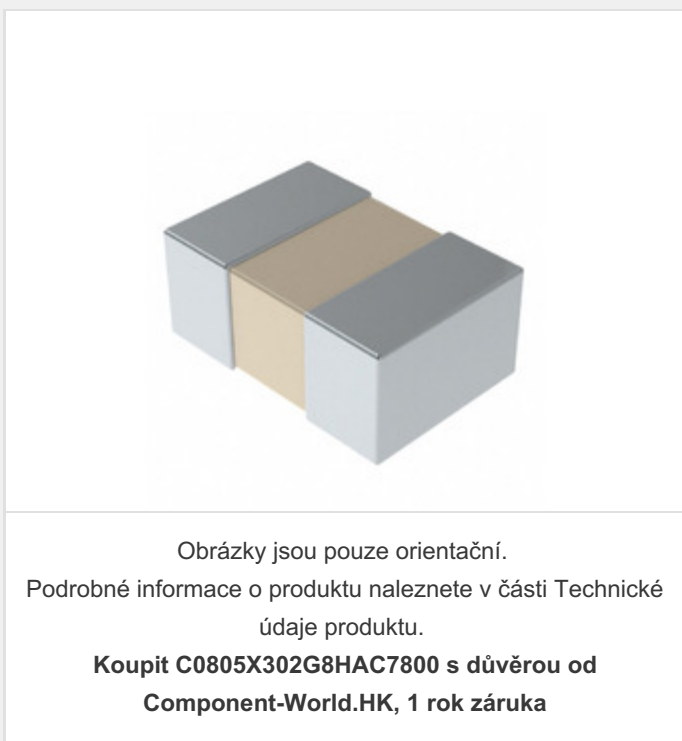 Obrázky jsou pouze orientační.
Podrobné informace o produktu naleznete v části Technické
údaje produktu.
Koupit C0805X302G8HAC7800 s důvěrou od
Component-World.HK, 1 rok záruka